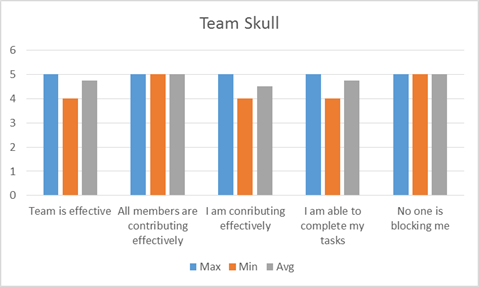 Team Skull
6
5
4
3
2
1
0
Team is effective
All members are
contributing
effectively
I am conributing
effectively
I am able to
complete my
tasks
No one is
blocking me
Max Min Avg